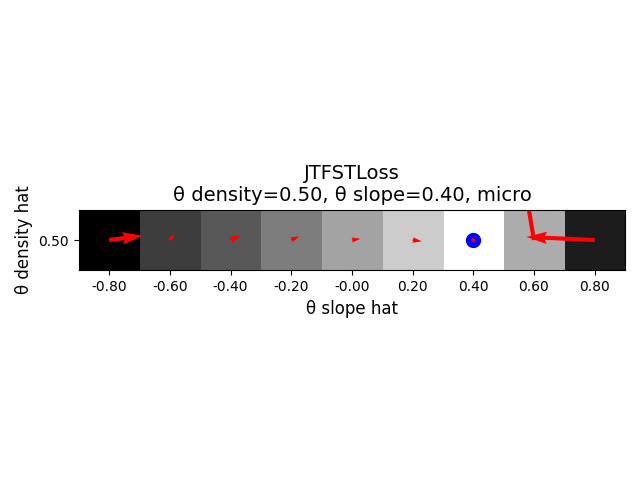 JTFSTLoss
θ density=0.50, θ slope=0.40, micro
θ density hat
0.50
-0.80 -0.60 -0.40 -0.20 -0.00 0.20 0.40 0.60 0.80
θ slope hat